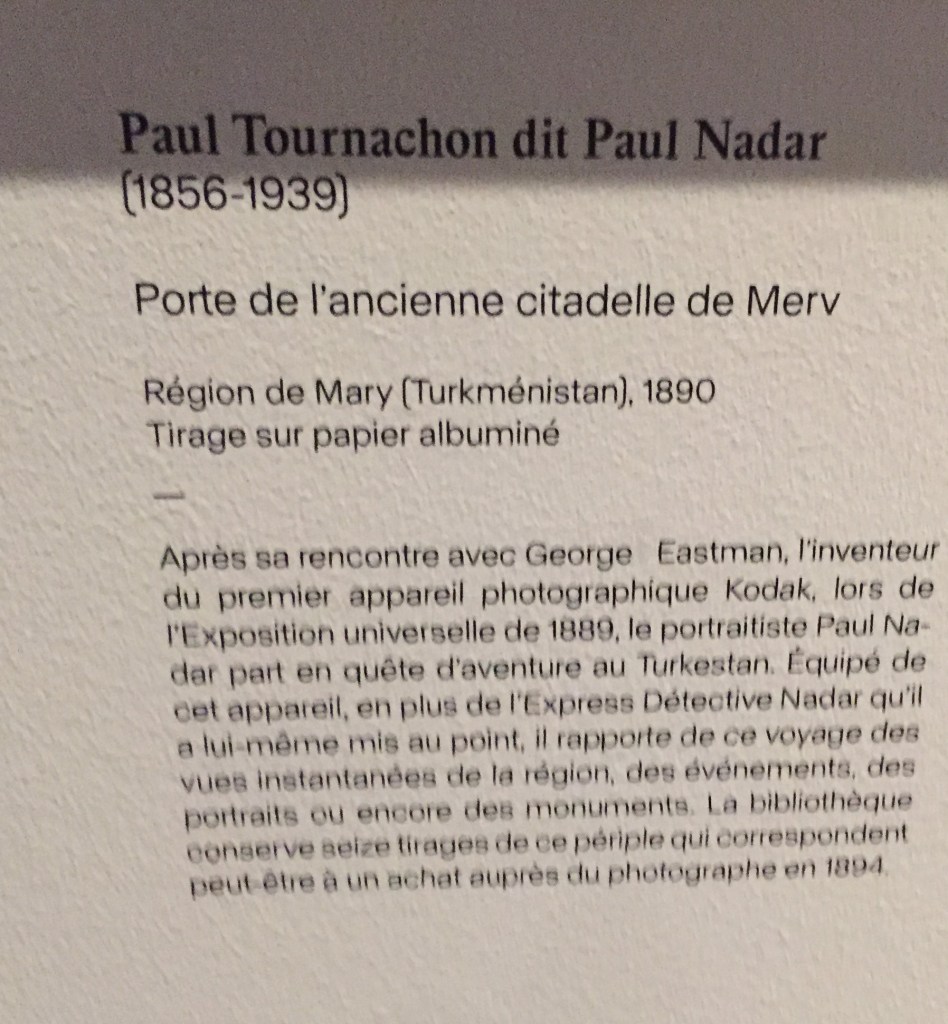 Paul Tournachon dit Paul Nadar
(1856-1939)
Porte de l'ancienne citadelle de Merv
Région de Mary (Turkménistan), 1890
Tirage sur papier albuminé
—
Après sa rencontre avec George Eastman, l'inventeur
du premier appareil photographique Kodak, lors de
l'Exposition universelle de 1889, le portraitiste Paul Na-
dar part en quête d'aventure au Turkestan. Équipé de
cet appareil, en plus de l'Express Détective Nadar qu'il
a lui-même mis au point, il rapporte de ce voyage des
vues instantanées de la région, des événements, des
portraits ou encore des monuments. La bibliothèque
conserve seize tirages de ce périple qui correspondent
peut-être à un achat auprès du photographe en 1894.